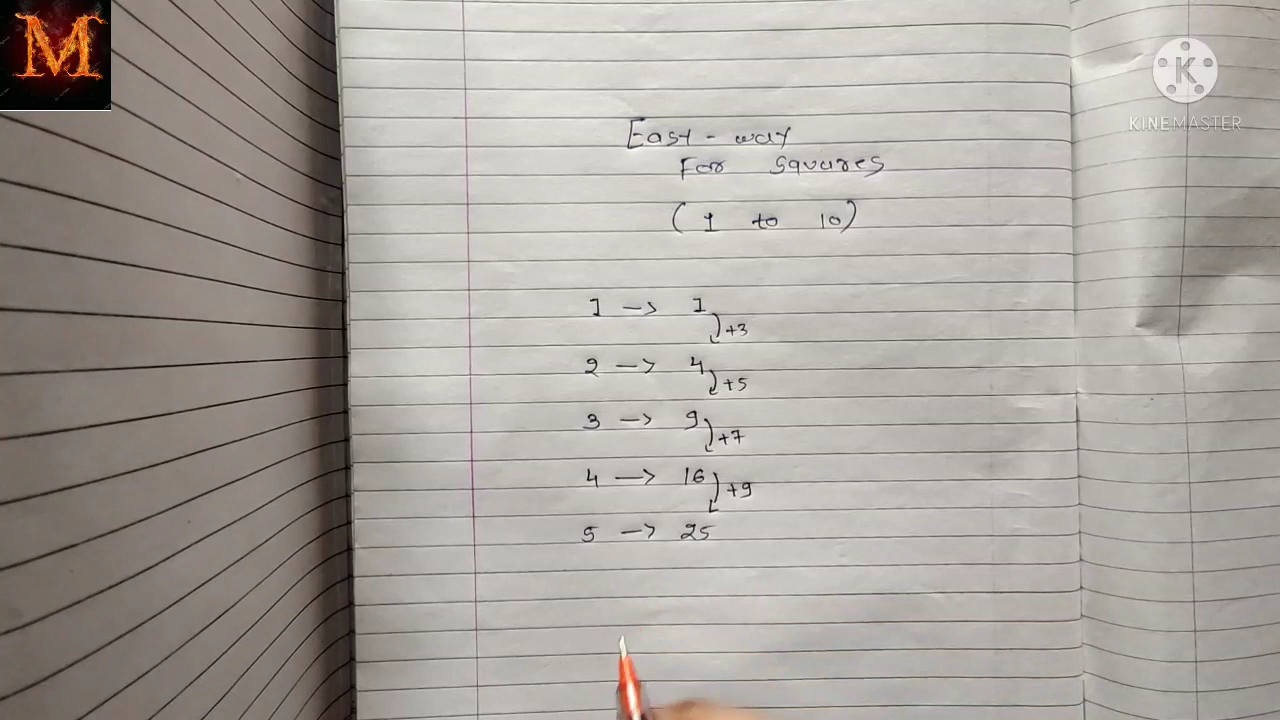 M
KINEMASTER
Easy - way
For squares
(1 to 10)
1 -> 1
+3
2 -> 4
+5
3 -> 9
+7
4 -> 16
+9
5 -> 25